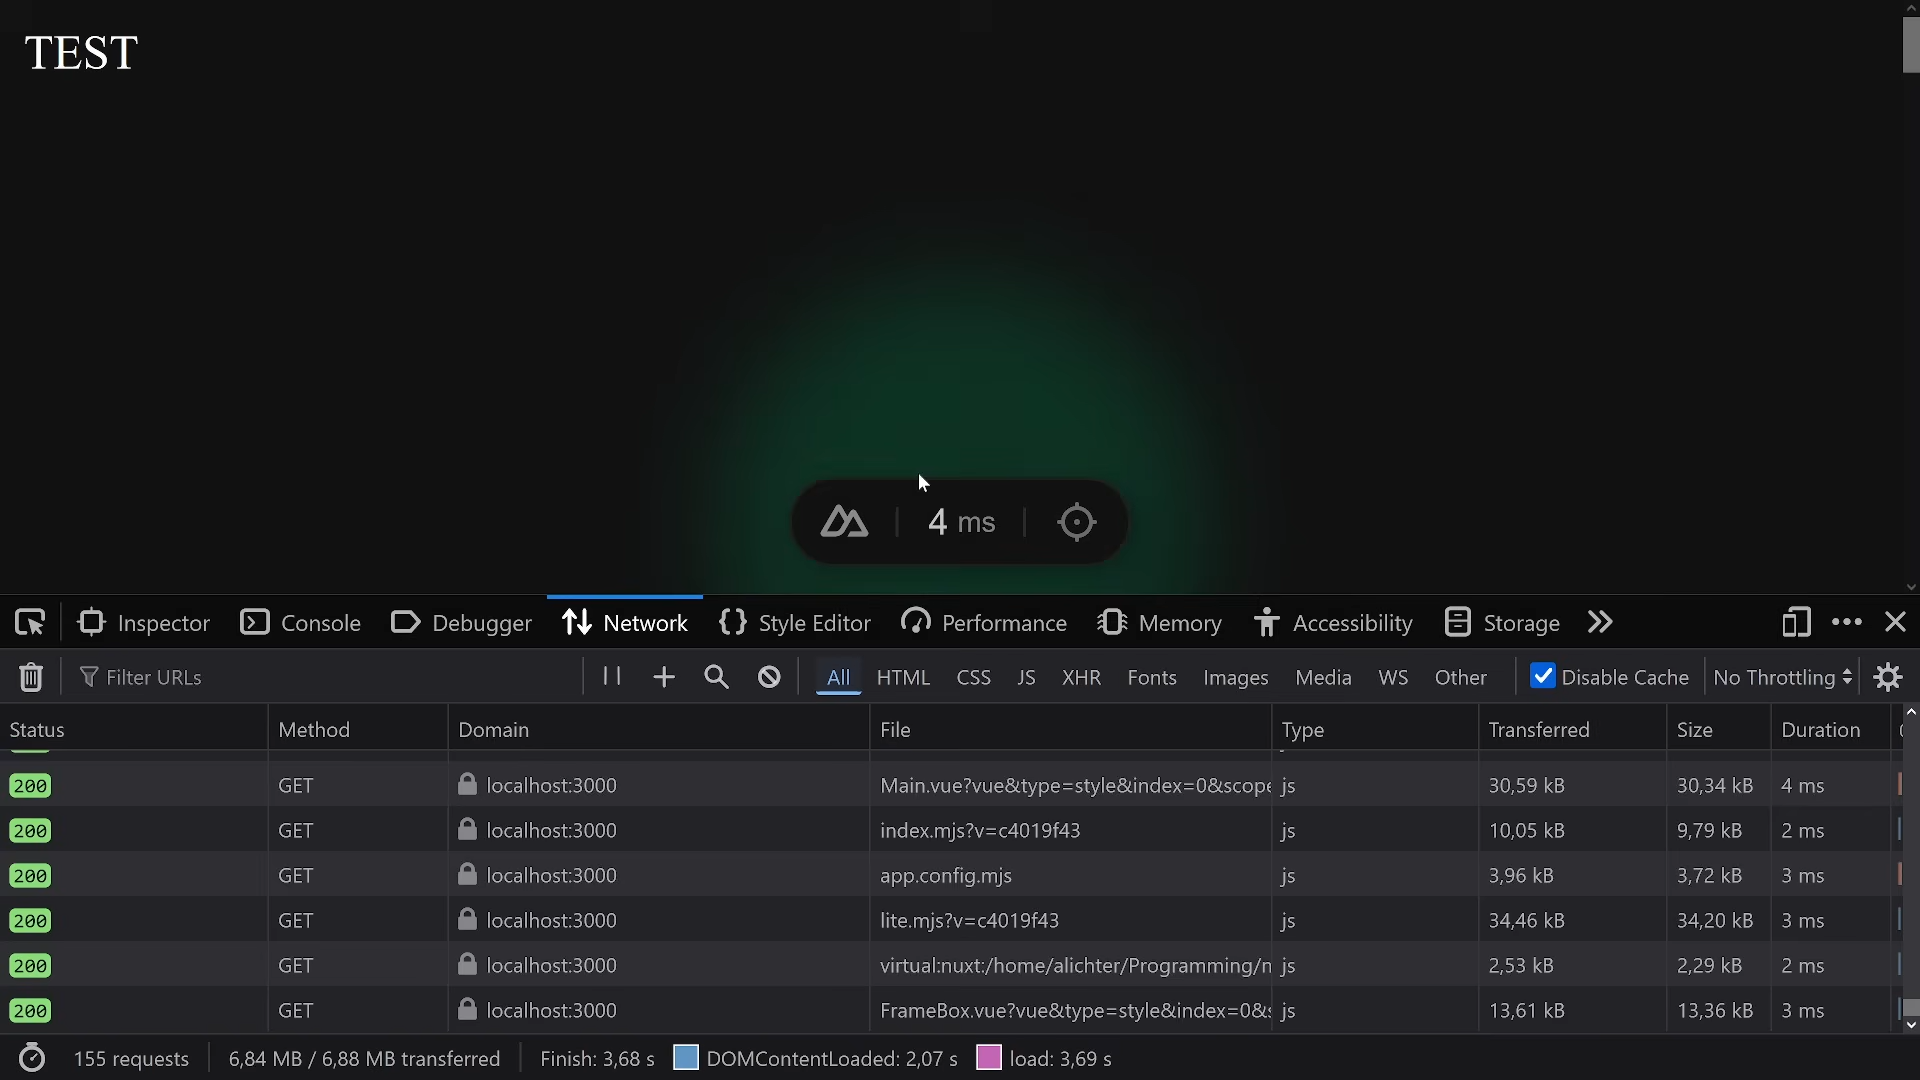 TEST
4 ms
Inspector Console Debugger Network Style Editor Performance Memory Accessibility Storage
Filter URLs All HTML CSS JS XHR Fonts Images Media WS Other Disable Cache No Throttling
Status Method Domain File Type Transferred Size Duration
200 GET localhost:3000 Main.vue?vue&type=style&index=0&scope js 30,59 kB 30,34 kB 4 ms
200 GET localhost:3000 index.mjs?v=c4019f43 js 10,05 kB 9,79 kB 2 ms
200 GET localhost:3000 app.config.mjs js 3,96 kB 3,72 kB 3 ms
200 GET localhost:3000 lite.mjs?v=c4019f43 js 34,46 kB 34,20 kB 3 ms
200 GET localhost:3000 virtual:nuxt:/home/alichter/Programming/n js 2,53 kB 2,29 kB 2 ms
200 GET localhost:3000 FrameBox.vue?vue&type=style&index=0& js 13,61 kB 13,36 kB 3 ms
155 requests 6,84 MB / 6,88 MB transferred Finish: 3,68 s DOMContentLoaded: 2,07 s load: 3,69 s